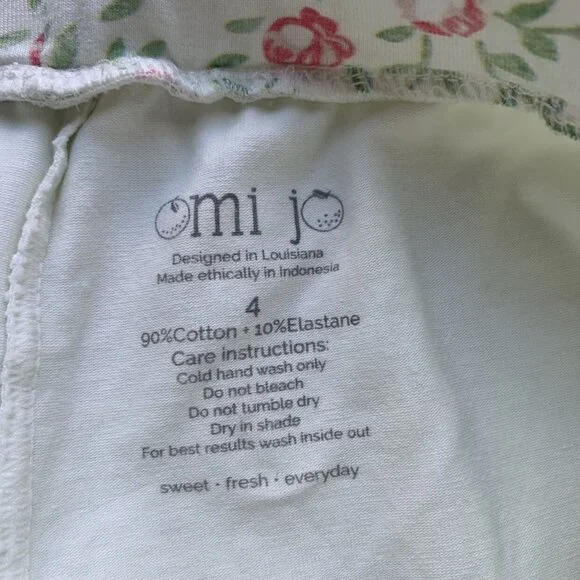 omi jo
Designed in Louisiana
Made ethically in Indonesia
4
90%Cotton + 10%Elastane
Care instructions:
Cold hand wash only
Do not bleach
Do not tumble dry
Dry in shade
For best results wash inside out
sweet · fresh · everyday